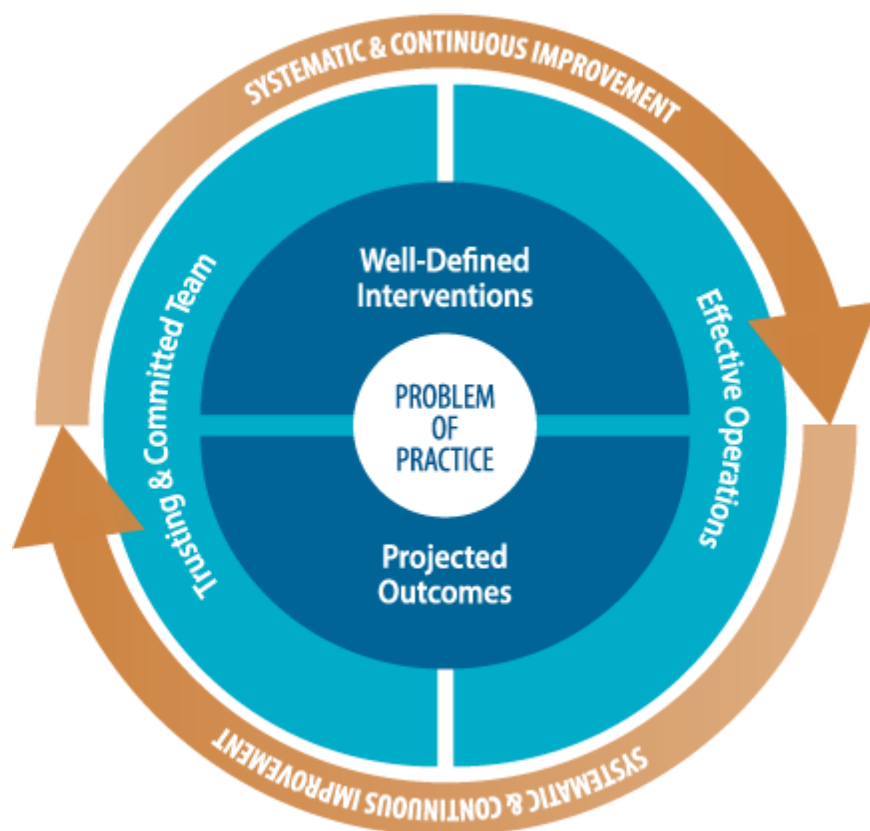 SYSTEMATIC & CONTINUOUS IMPROVEMENT
Trusting & Committed Team
Well-Defined
Interventions
PROBLEM
OF
PRACTICE
Projected
Outcomes
Effective Operations
SYSTEMATIC & CONTINUOUS IMPROVEMENT